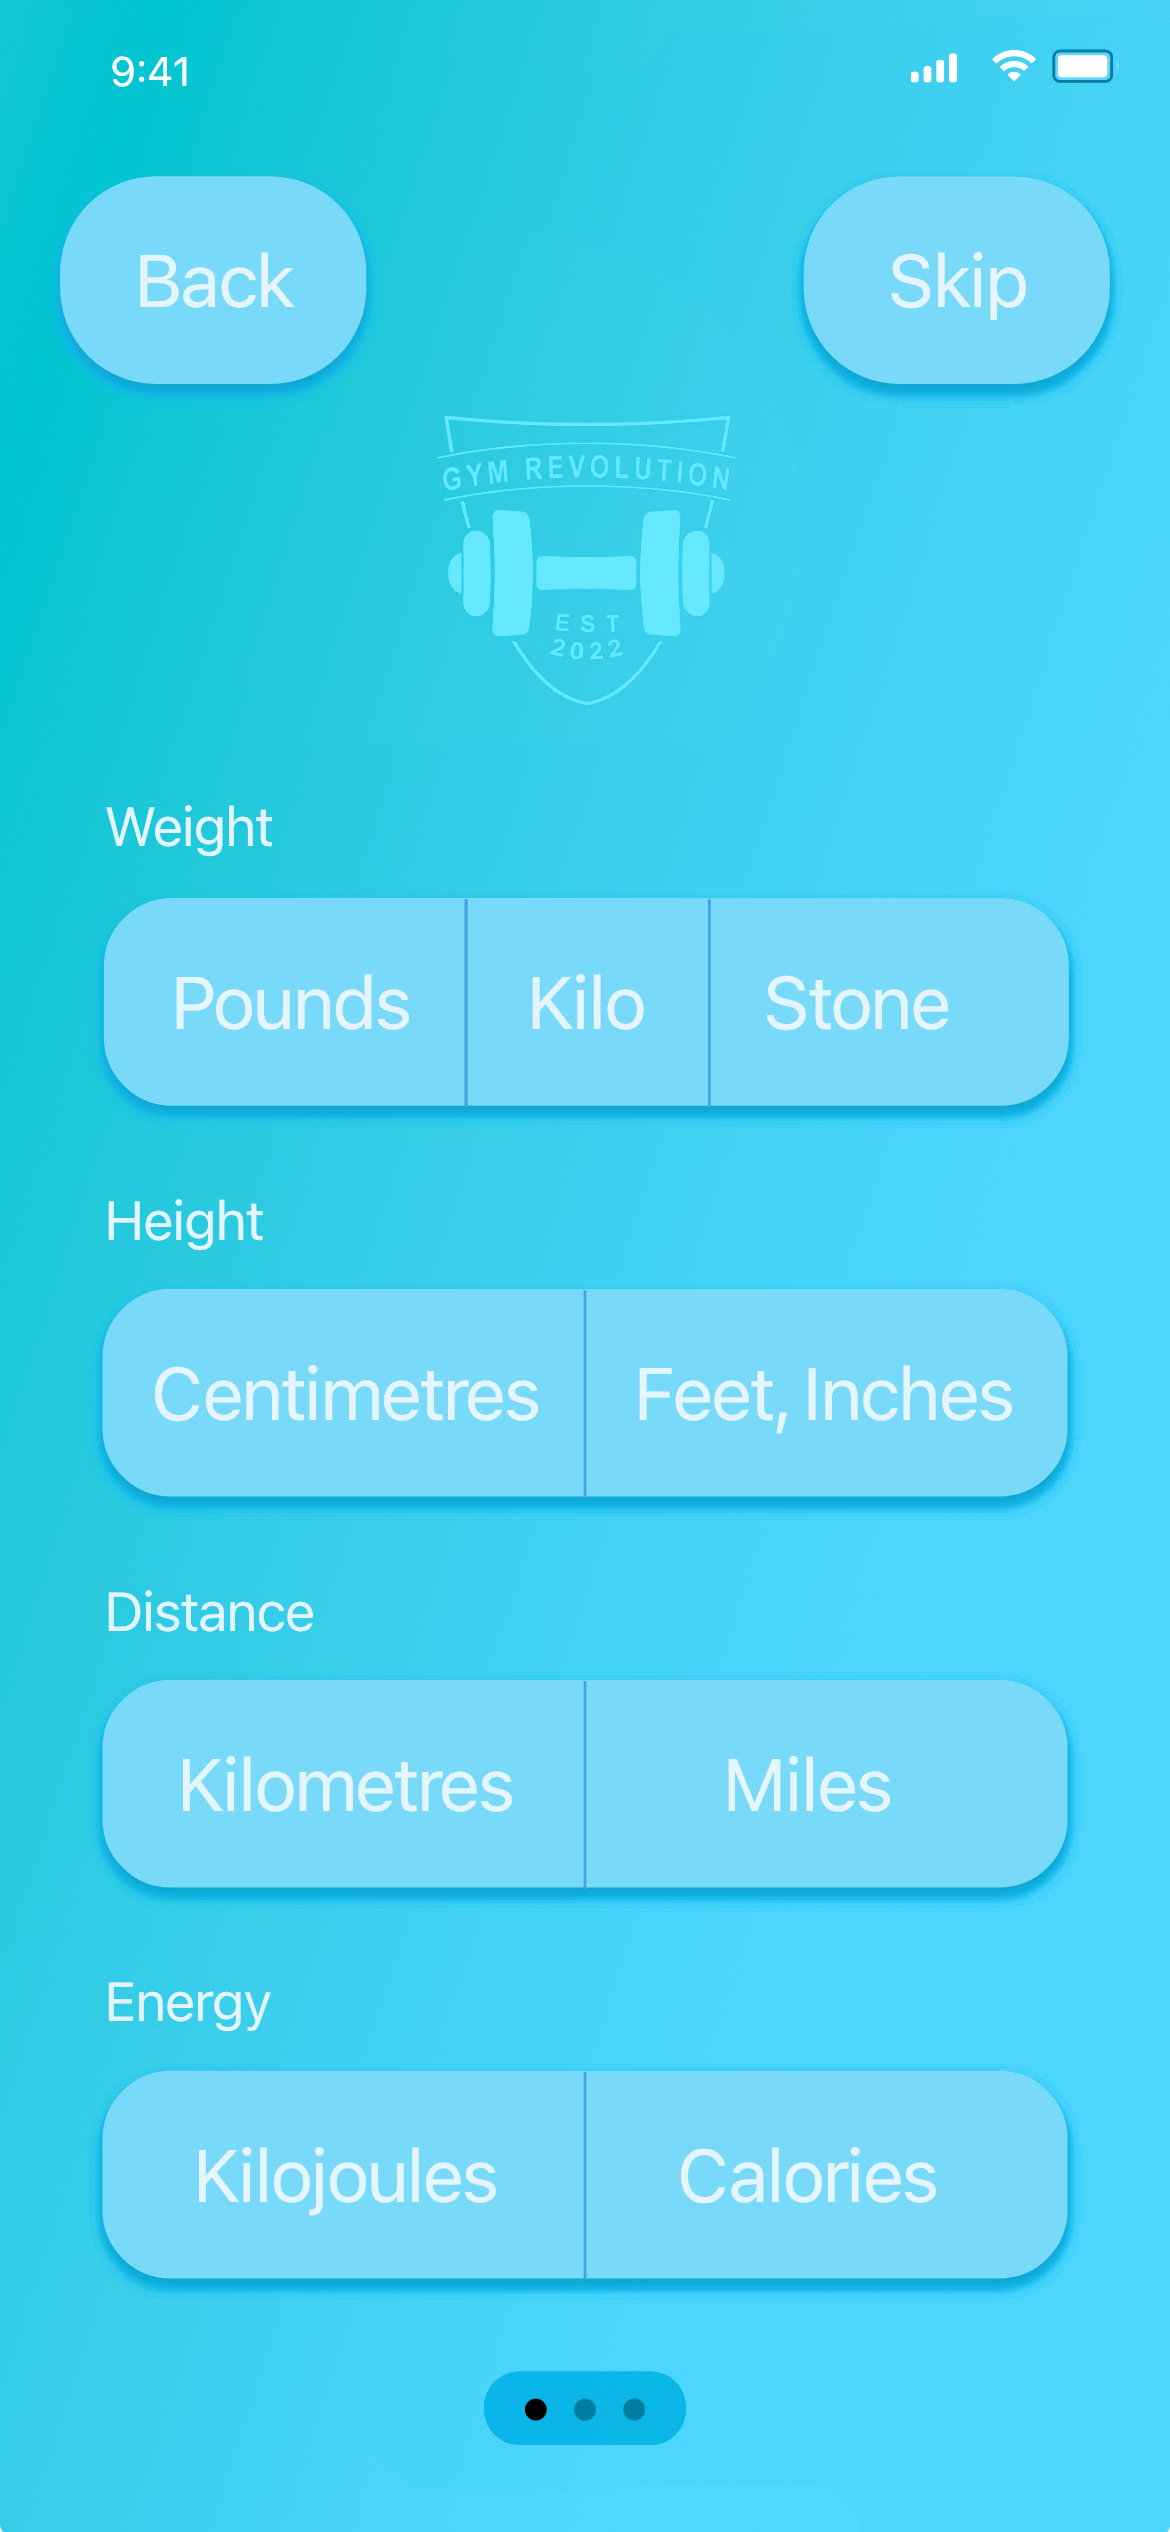 9:41
Back
Skip
GYM REVOLUTION
EST
2022
Weight
Pounds
Kilo
Stone
Height
Centimetres
Feet, Inches
Distance
Kilometres
Miles
Energy
Kilojoules
Calories